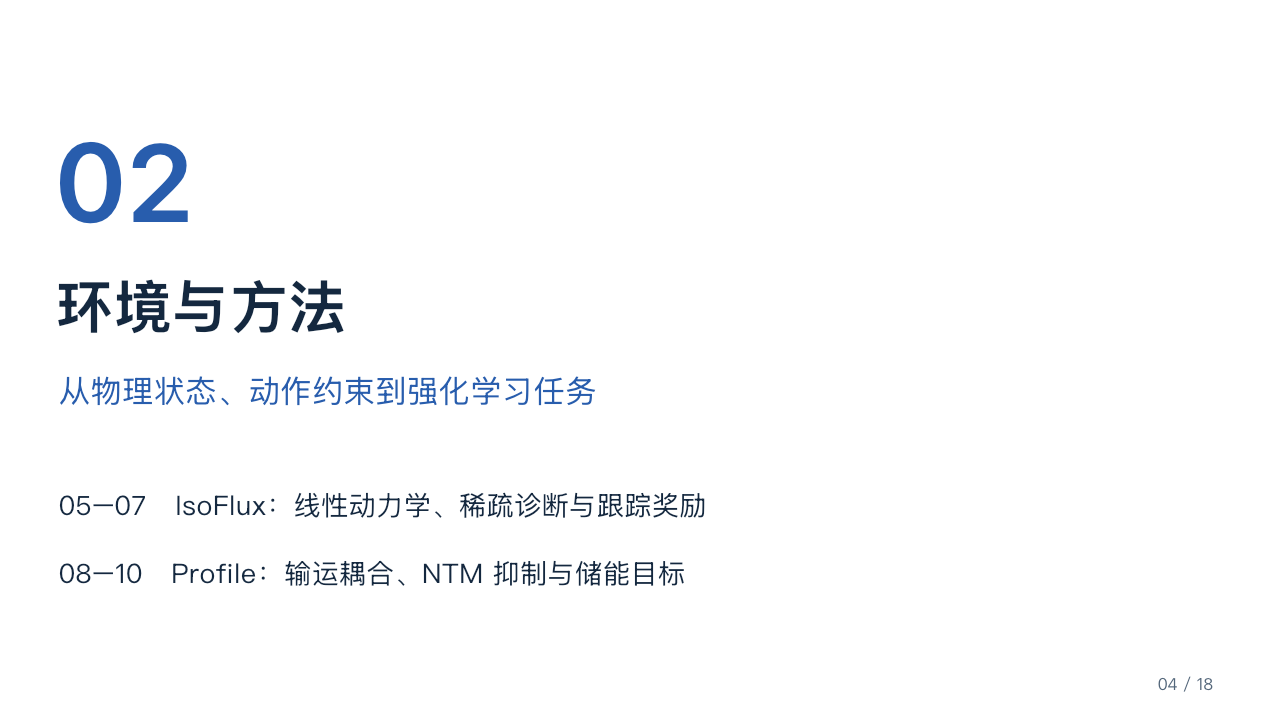 02
环境与方法
从物理状态、动作约束到强化学习任务
05—07 IsoFlux：线性动力学、稀疏诊断与跟踪奖励
08—10 Profile：输运耦合、NTM 抑制与储能目标
04 / 18